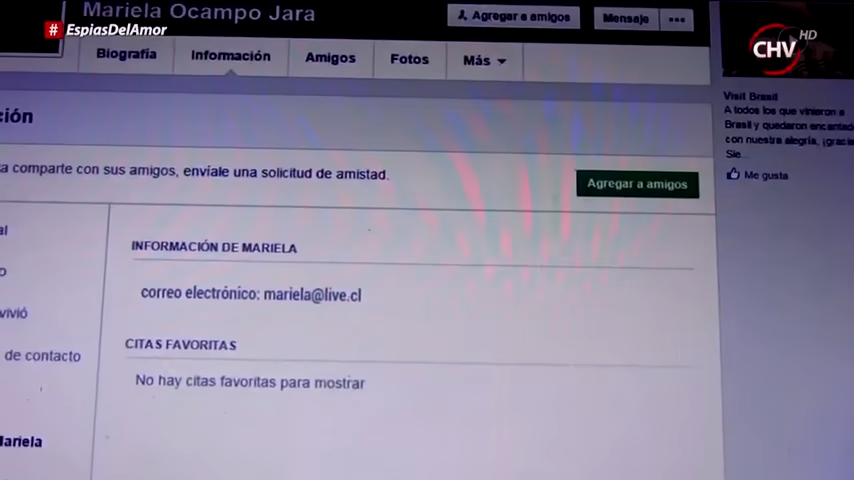 Mariela Ocampo Jara
Agregar a amigos
Mensaje
#EspiasDelAmor
CHV HD
Biografía
Información
Amigos
Fotos
Más
ción
a comparte con sus amigos, envíale una solicitud de amistad.
Agregar a amigos
Visit Brasil
A todos los que vinieron a
Brasil y quedaron encantado
con nuestra alegría, ¡gracia
Sie...
Me gusta
al
o
vivió
de contacto
Mariela
INFORMACIÓN DE MARIELA
correo electrónico: mariela@live.cl
CITAS FAVORITAS
No hay citas favoritas para mostrar